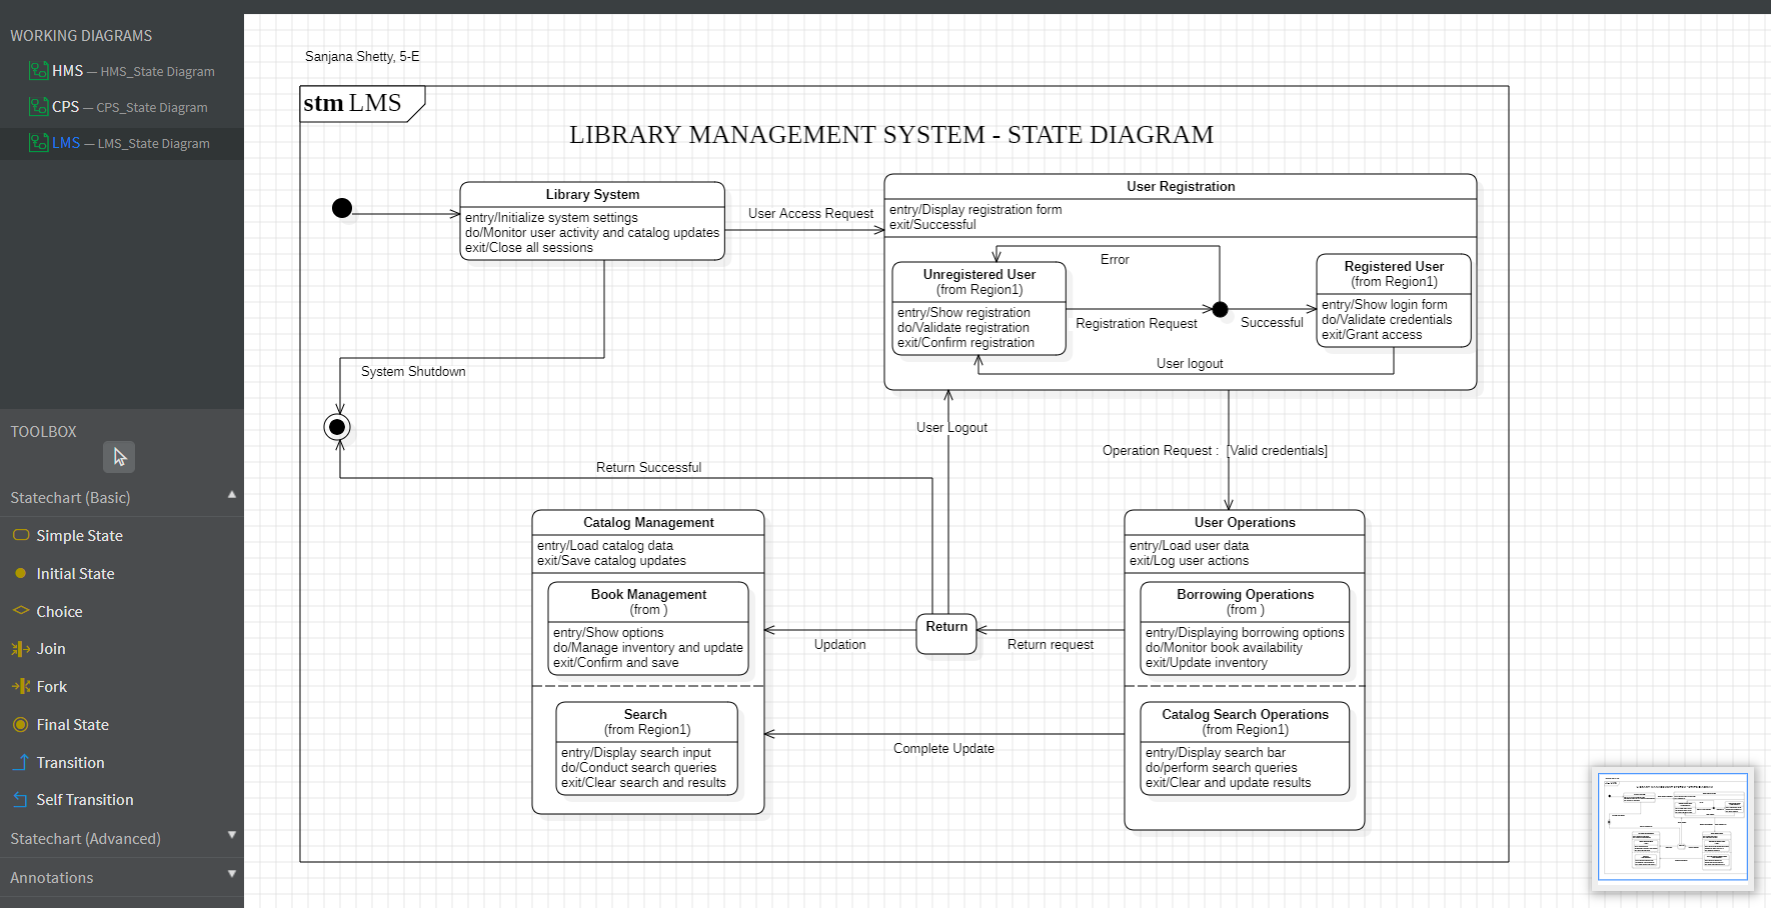 WORKING DIAGRAMS
HMS — HMS_State Diagram
CPS — CPS_State Diagram
LMS — LMS_State Diagram
TOOLBOX
Statechart (Basic)
Simple State
Initial State
Choice
Join
Fork
Final State
Transition
Self Transition
Statechart (Advanced)
Annotations
Sanjana Shetty, 5-E
stm LMS
LIBRARY MANAGEMENT SYSTEM - STATE DIAGRAM
Library System
entry/Initialize system settings
do/Monitor user activity and catalog updates
exit/Close all sessions
User Access Request
User Registration
entry/Display registration form
exit/Successful
Error
Unregistered User
(from Region1)
entry/Show registration
do/Validate registration
exit/Confirm registration
Registration Request
Successful
Registered User
(from Region1)
entry/Show login form
do/Validate credentials
exit/Grant access
User logout
System Shutdown
User Logout
Operation Request : [Valid credentials]
Return Successful
Catalog Management
entry/Load catalog data
exit/Save catalog updates
Book Management
(from )
entry/Show options
do/Manage inventory and update
exit/Confirm and save
Search
(from Region1)
entry/Display search input
do/Conduct search queries
exit/Clear search and results
Updation
Return
Return request
Complete Update
User Operations
entry/Load user data
exit/Log user actions
Borrowing Operations
(from )
entry/Displaying borrowing options
do/Monitor book availability
exit/Update inventory
Catalog Search Operations
(from Region1)
entry/Display search bar
do/perform search queries
exit/Clear and update results